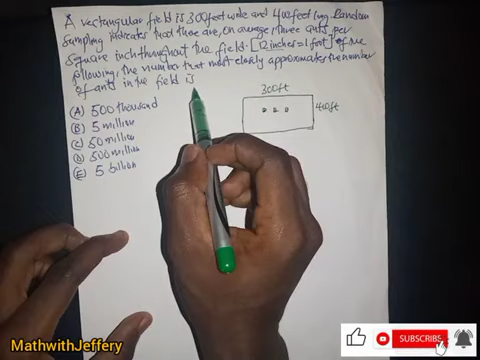 A rectangular field is 300 feet wide and 400 feet long. Random
Sampling indicates that there are, on average, three ants per
square inch throughout the field. [12 inches = 1 foot] Of the
following, the number that most closely approximates the number
of ants in the field is
300ft
400ft
(A) 500 thousand
(B) 5 million
(C) 50 million
(D) 500 million
(E) 5 billion
MathwithJeffery
SUBSCRIBE